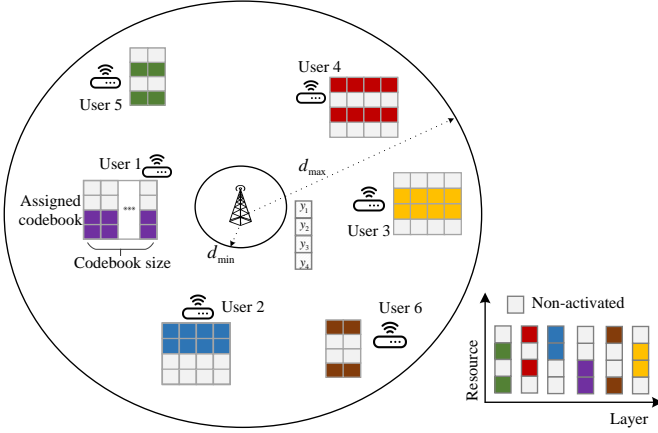 User 4
User 5
d_max
User 1
Assigned
codebook
***
y_1
y_2
y_3
y_4
User 3
d_min
Codebook size
User 2
User 6
Non-activated
Resource
Layer